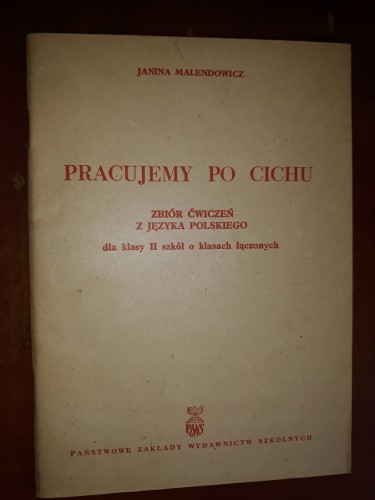 JANINA MALENDOWICZ
PRACUJEMY PO CICHU
ZBIÓR ĆWICZEŃ
Z JĘZYKA POLSKIEGO
dla klasy II szkół o klasach łączonych
PZWS
PAŃSTWOWE ZAKŁADY WYDAWNICTW SZKOLNYCH